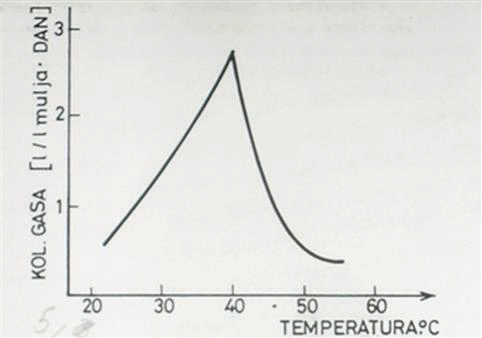 KOL. GASA [l/l mulja · DAN]
3
2
1
20 30 40 50 60
TEMPERATURA °C